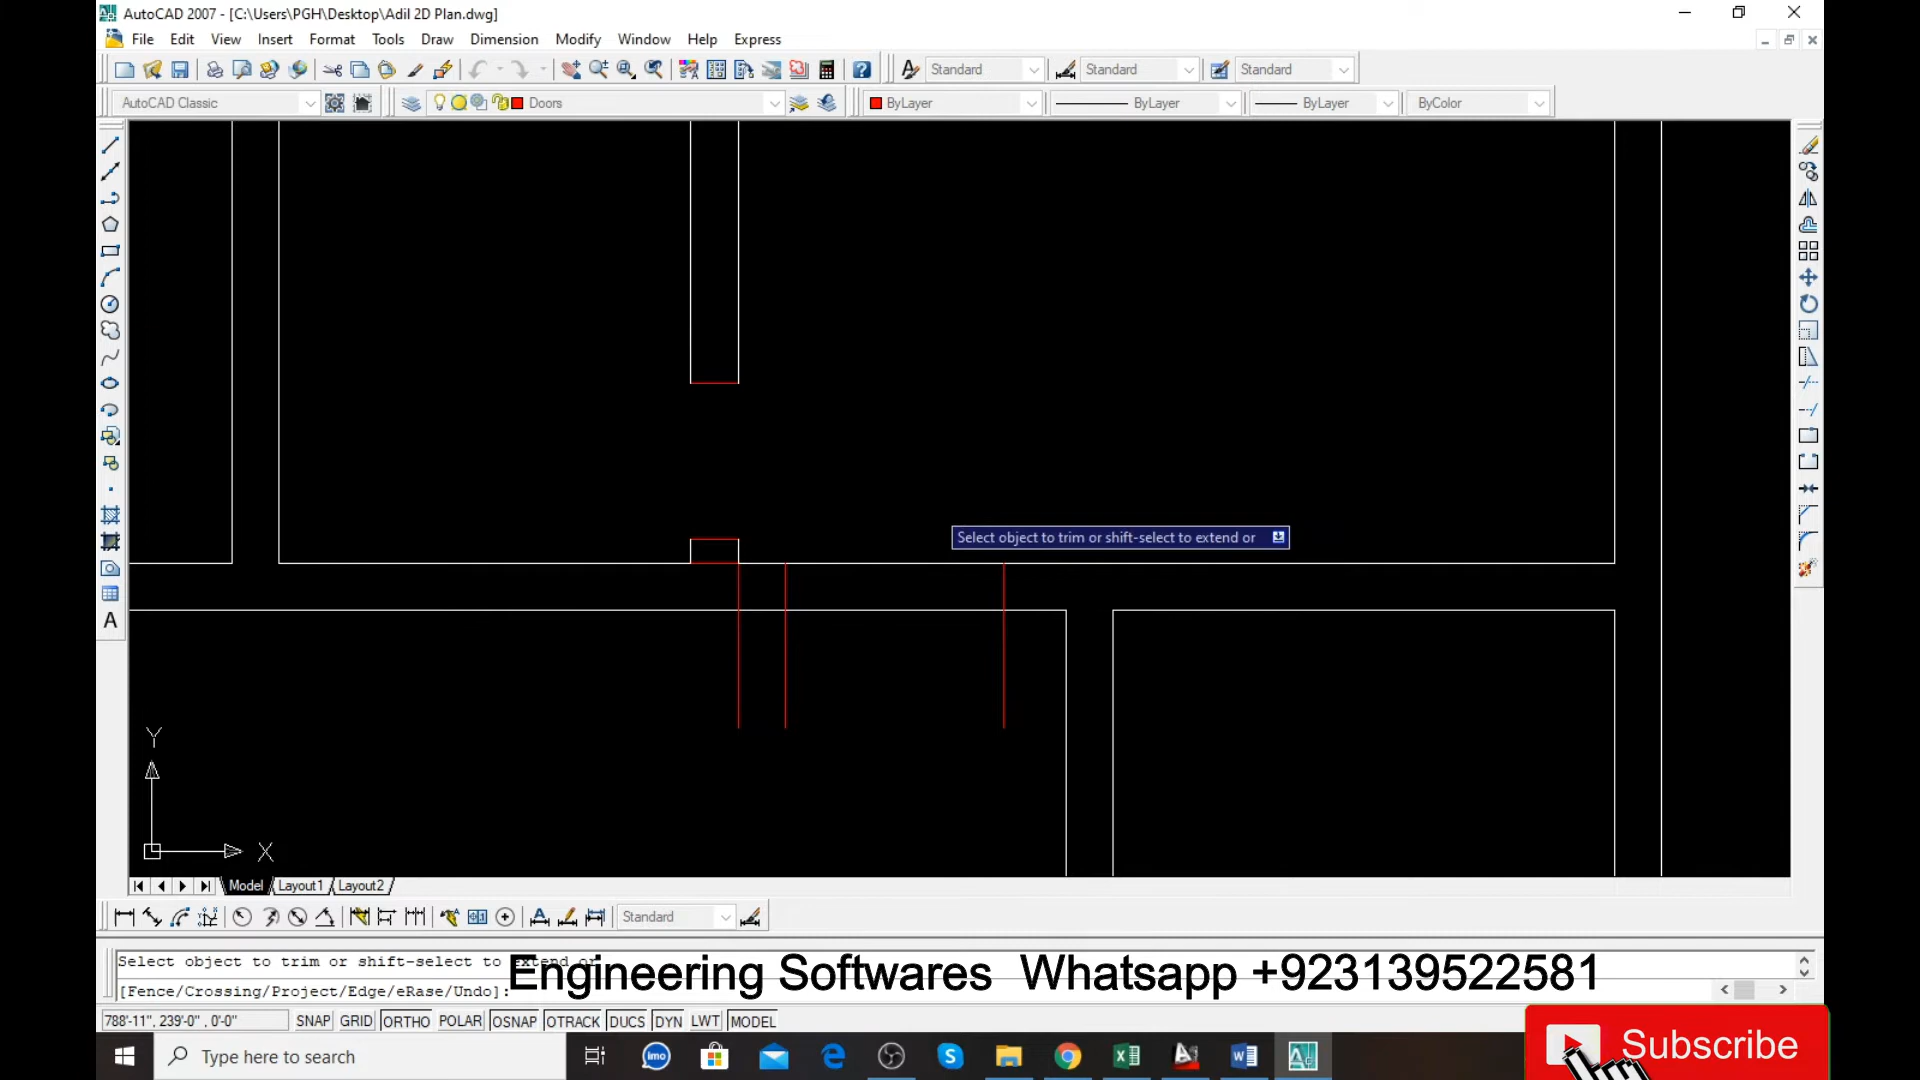 AutoCAD 2007 - [C:\Users\PGH\Desktop\Adil 2D Plan.dwg]
File Edit View Insert Format Tools Draw Dimension Modify Window Help Express
Standard Standard Standard
AutoCAD Classic Doors ByLayer ByLayer ByLayer ByColor
Select object to trim or shift-select to extend or
A
Y
X
Model Layout1 Layout2
Standard
Select object to trim or shift-select to extend or
[Fence/Crossing/Project/Edge/eRase/Undo]:
Engineering Softwares Whatsapp +923139522581
788'-11", 239'-0" , 0'-0" SNAP GRID ORTHO POLAR OSNAP OTRACK DUCS DYN LWT MODEL
Type here to search
imo
Subscribe